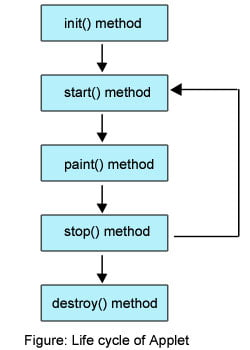 init() method
start() method
paint() method
stop() method
destroy() method
Figure: Life cycle of Applet